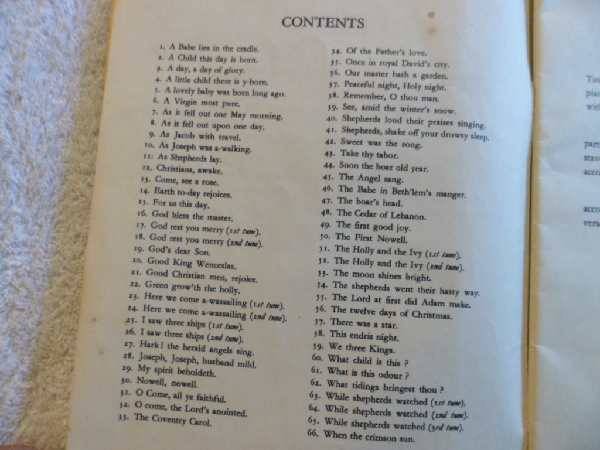 CONTENTS
1. A Babe lies in the cradle.
2. A Child this day is born.
3. A day, a day of glory.
4. A little child there is y-born.
5. A lovely baby was born long ago.
6. A Virgin most pure.
7. As it fell out one May morning.
8. As it fell out upon one day.
9. As Jacob with travel.
10. As Joseph was a-walking.
11. As Shepherds lay.
12. Christians, awake.
13. Come, see a rose.
14. Earth to-day rejoices.
15. For us this day.
16. God bless the master.
17. God rest you merry (1st tune).
18. God rest you merry (2nd tune).
19. God's dear Son.
20. Good King Wenceslas.
21. Good Christian men, rejoice.
22. Green grow'th the holly.
23. Here we come a-wassailing (1st tune).
24. Here we come a-wassailing (2nd tune).
25. I saw three ships (1st tune).
26. I saw three ships (2nd tune).
27. Hark! the herald angels sing.
28. Joseph, Joseph, husband mild.
29. My spirit beholdeth.
30. Nowell, nowell.
31. O Come, all ye faithful.
32. O come, the Lord's anointed.
33. The Coventry Carol.
34. Of the Father's love.
35. Once in royal David's city.
36. Our master hath a garden.
37. Peaceful night, Holy night.
38. Remember, O thou man.
39. See, amid the winter's snow.
40. Shepherds loud their praises singing.
41. Shepherds, shake off your drowsy sleep.
42. Sweet was the song.
43. Take thy tabor.
44. Soon the hoar old year.
45. The Angel sang.
46. The Babe in Beth'lem's manger.
47. The boar's head.
48. The Cedar of Lebanon.
49. The first good joy.
50. The First Nowell.
51. The Holly and the Ivy (1st tune).
52. The Holly and the Ivy (2nd tune).
53. The moon shines bright.
54. The shepherds went their hasty way.
55. The Lord at first did Adam make.
56. The twelve days of Christmas.
57. There was a star.
58. This endris night.
59. We three Kings.
60. What child is this ?
61. What is this odour ?
62. What tidings bringest thou ?
63. While shepherds watched (1st tune).
64. While shepherds watched (2nd tune).
65. While shepherds watched (3rd tune).
66. When the crimson sun.